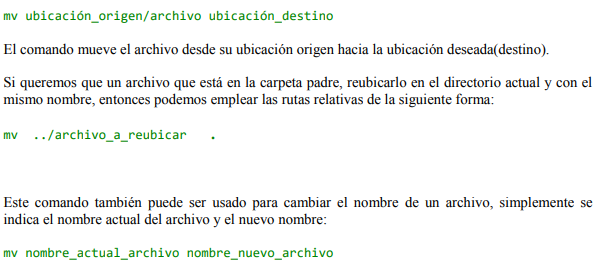 mv ubicación_origen/archivo ubicación_destino
El comando mueve el archivo desde su ubicación origen hacia la ubicación deseada(destino).
Si queremos que un archivo que está en la carpeta padre, reubicarlo en el directorio actual y con el
mismo nombre, entonces podemos emplear las rutas relativas de la siguiente forma:
mv  ../archivo_a_reubicar   .
Este comando también puede ser usado para cambiar el nombre de un archivo, simplemente se
indica el nombre actual del archivo y el nuevo nombre:
mv nombre_actual_archivo nombre_nuevo_archivo